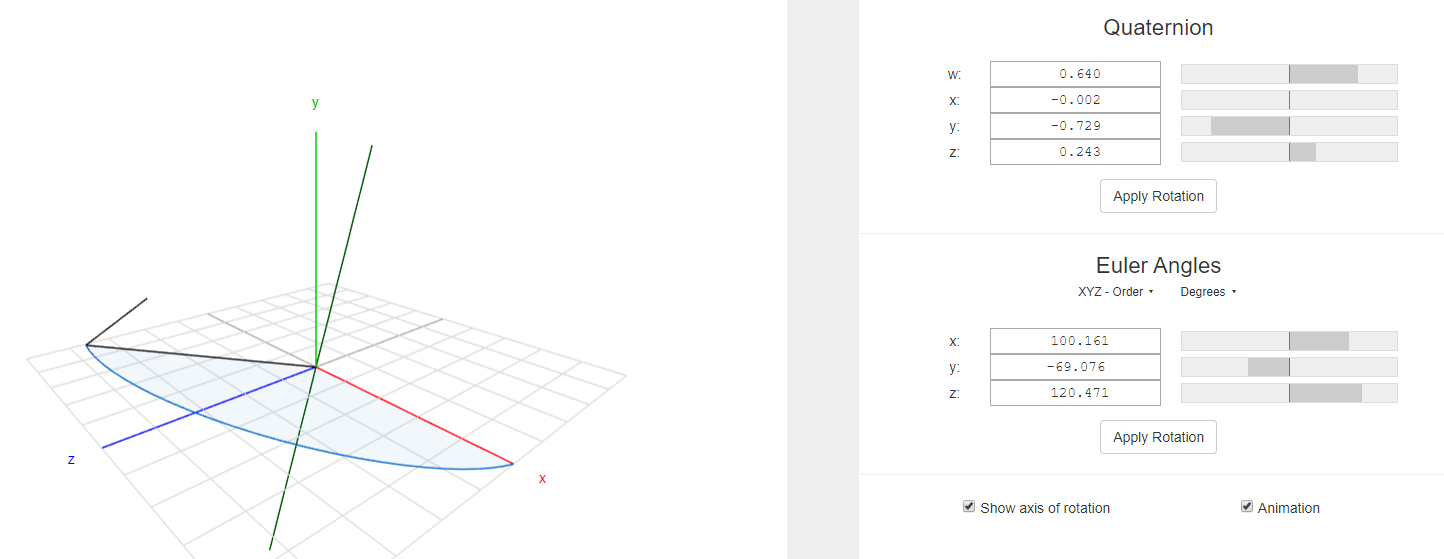 y
z
x
Quaternion
w: 0.640
x: -0.002
y: -0.729
z: 0.243
Apply Rotation
Euler Angles
XYZ - Order Degrees
x: 100.161
y: -69.076
z: 120.471
Apply Rotation
Show axis of rotation Animation